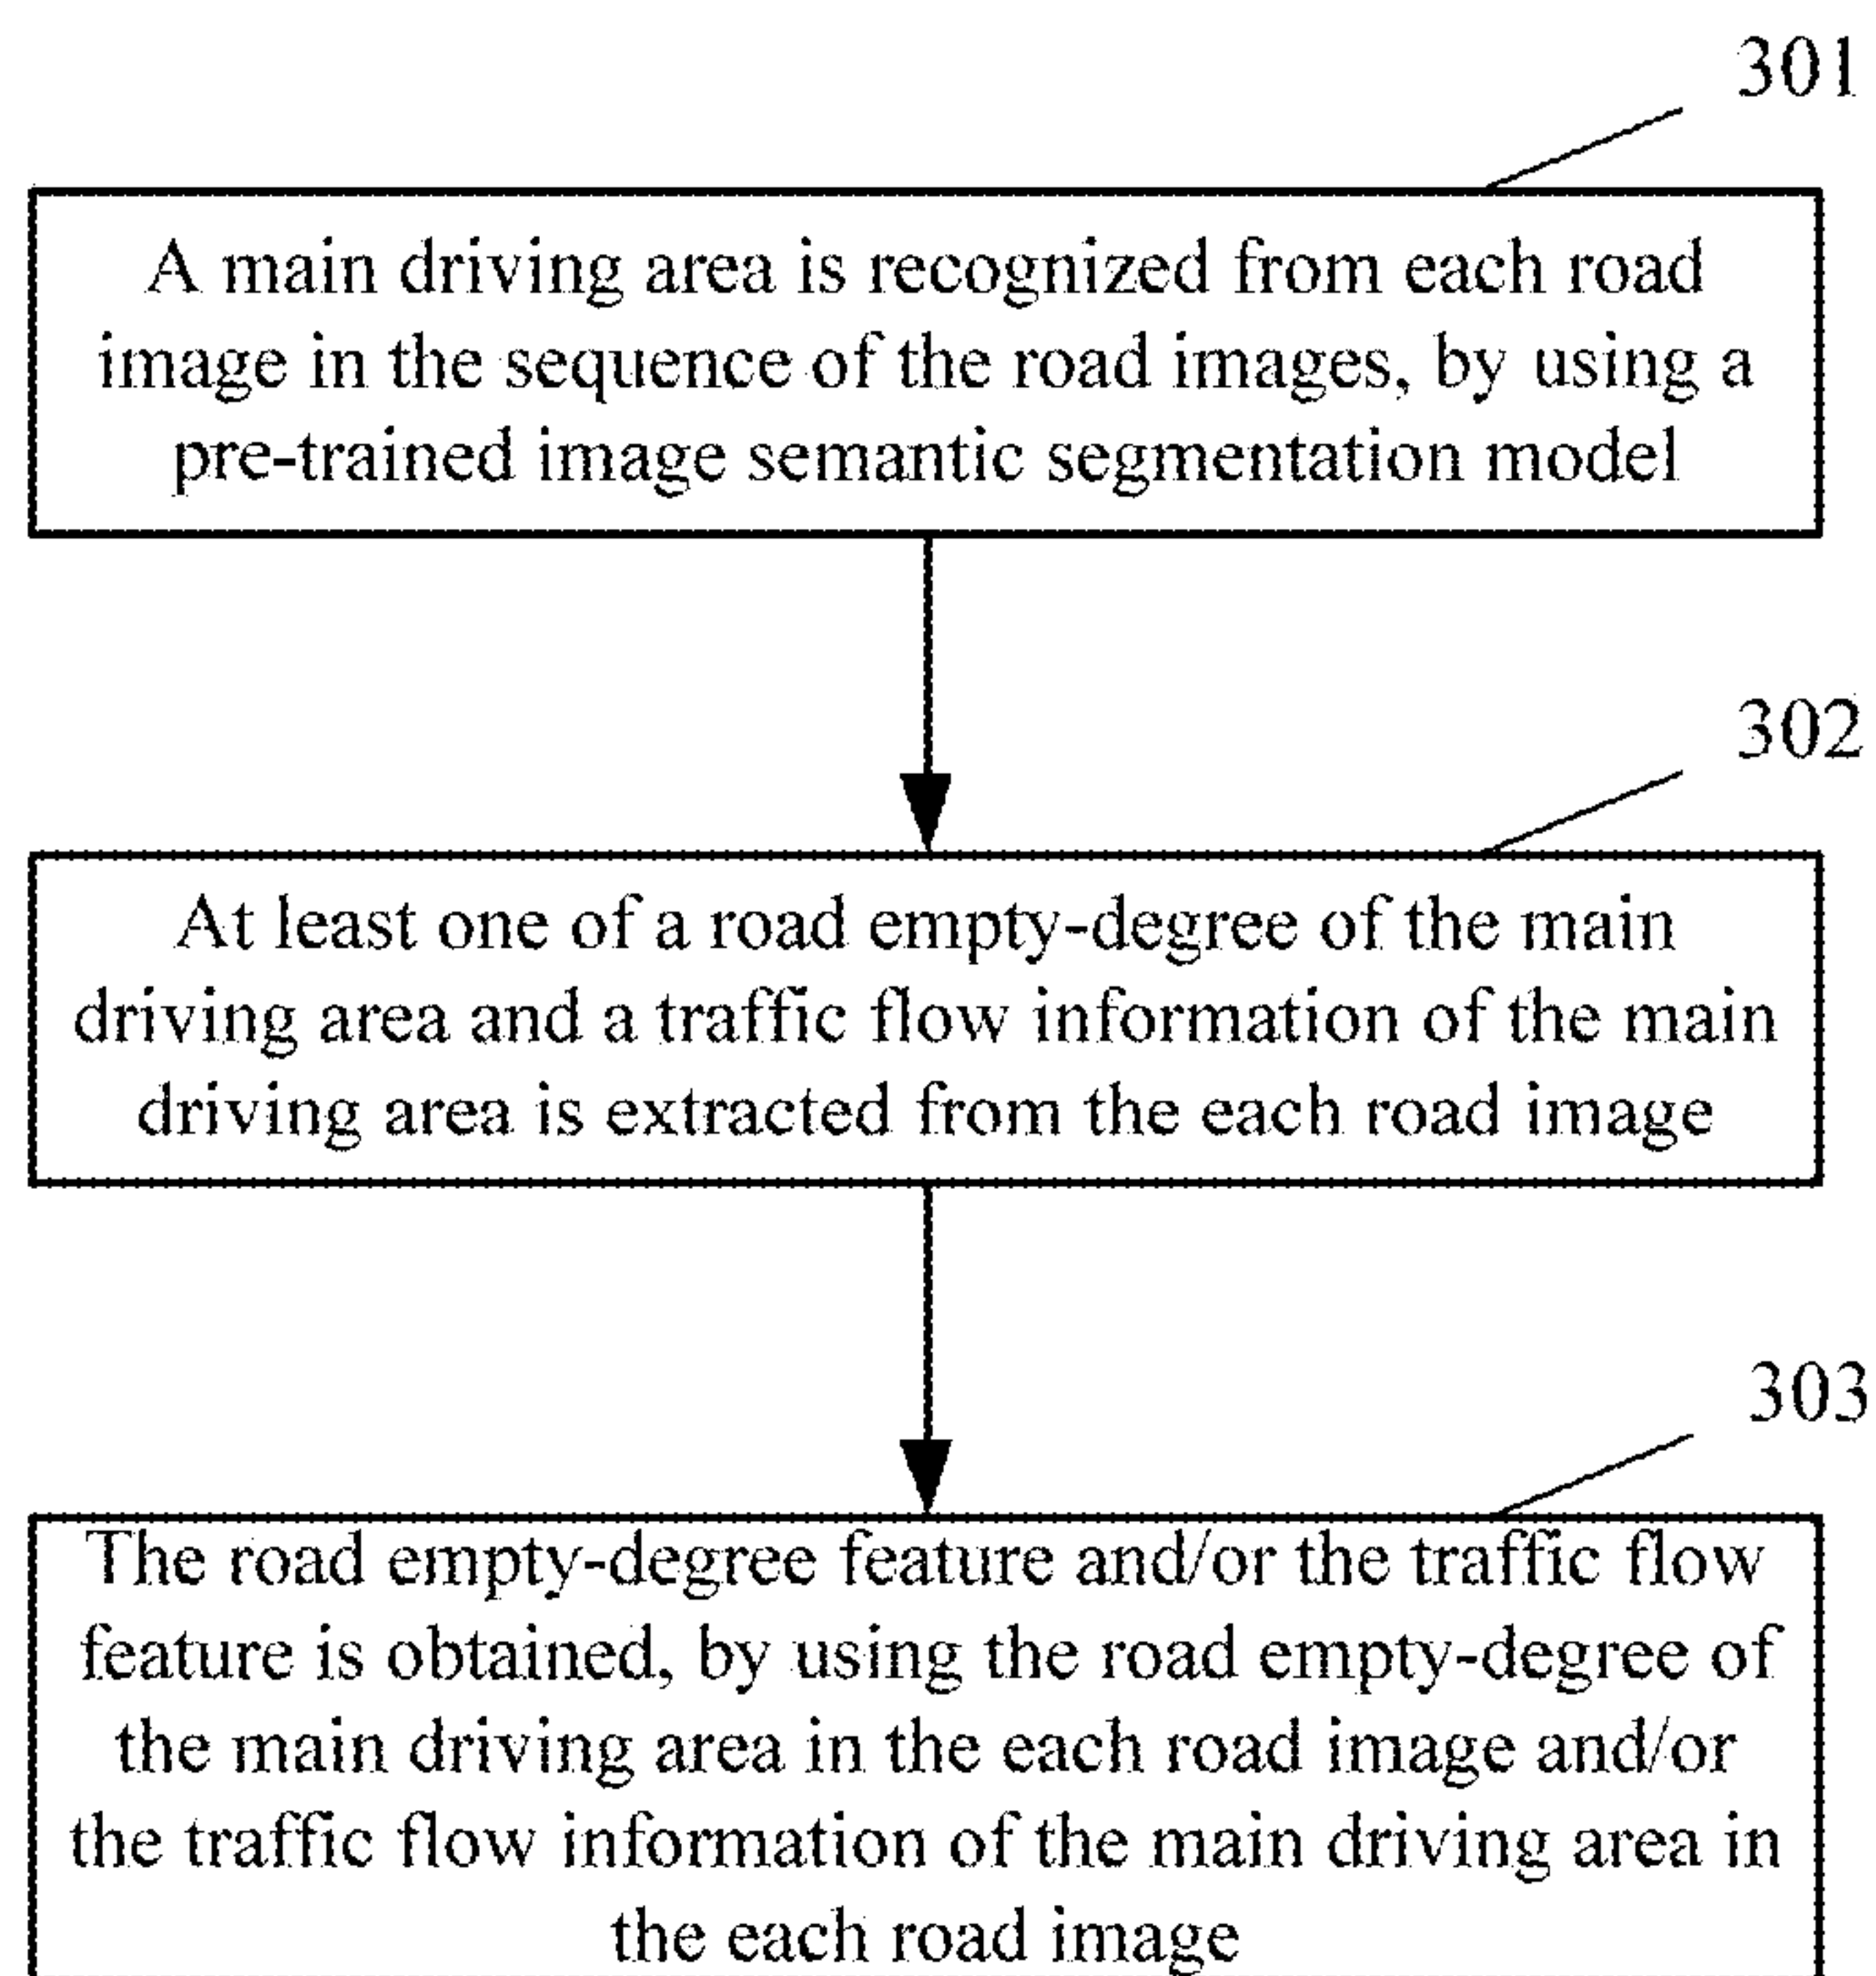 301
A main driving area is recognized from each road
image in the sequence of the road images, by using a
pre-trained image semantic segmentation model
302
At least one of a road empty-degree of the main
driving area and a traffic flow information of the main
driving area is extracted from the each road image
303
The road empty-degree feature and/or the traffic flow
feature is obtained, by using the road empty-degree of
the main driving area in the each road image and/or
the traffic flow information of the main driving area in
the each road image